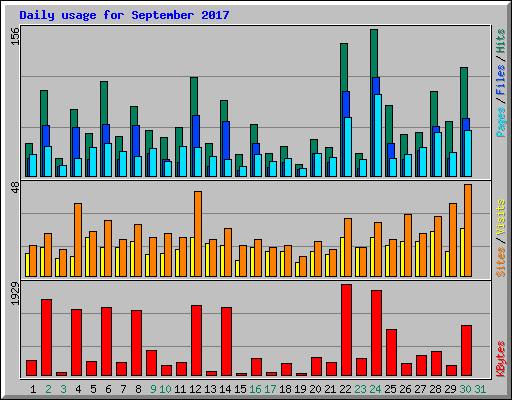 Daily usage for September 2017
156
Pages / Files / Hits
48
Sites / Visits
1929
KBytes
1 2 3 4 5 6 7 8 9 10 11 12 13 14 15 16 17 18 19 20 21 22 23 24 25 26 27 28 29 30 31